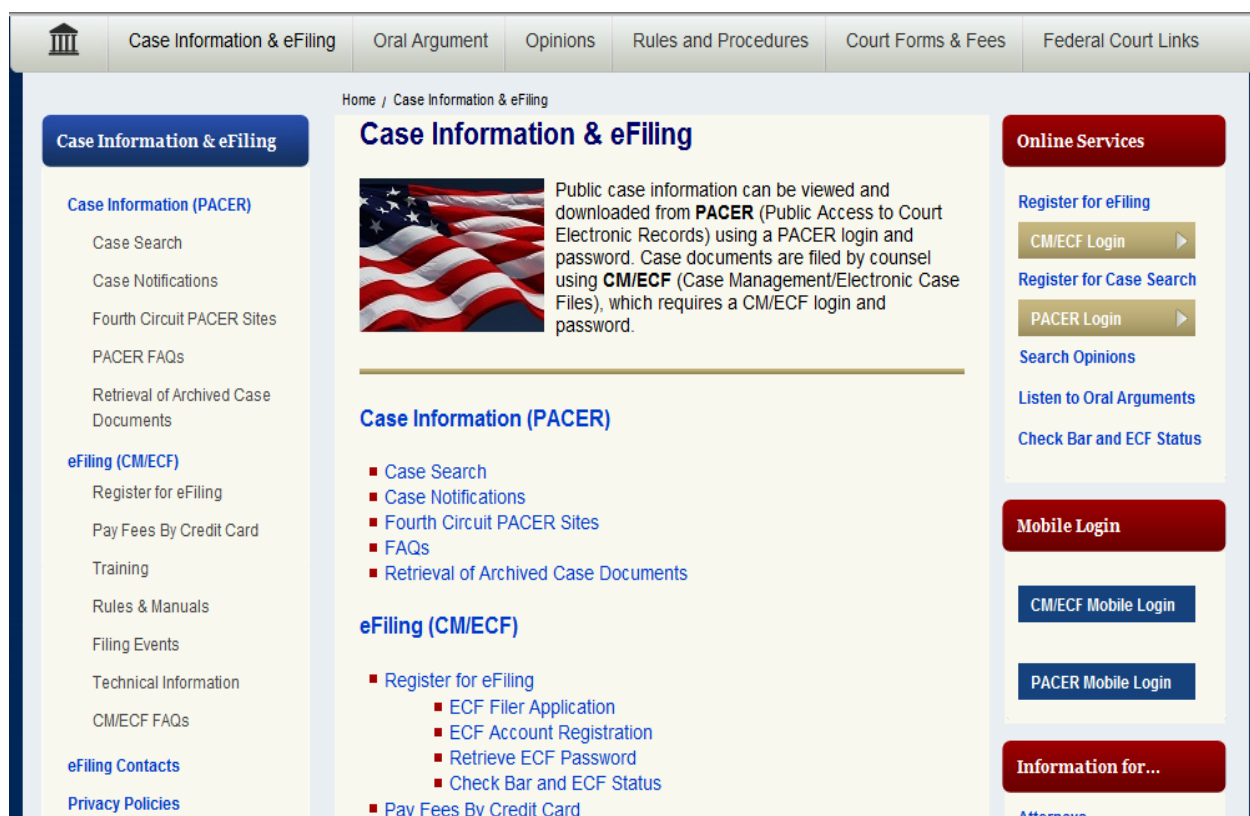 Case Information & eFiling
Oral Argument
Opinions
Rules and Procedures
Court Forms & Fees
Federal Court Links
Home / Case Information & eFiling
Case Information & eFiling
Case Information (PACER)
Case Search
Case Notifications
Fourth Circuit PACER Sites
PACER FAQs
Retrieval of Archived Case
Documents
eFiling (CM/ECF)
Register for eFiling
Pay Fees By Credit Card
Training
Rules & Manuals
Filing Events
Technical Information
CM/ECF FAQs
eFiling Contacts
Privacy Policies
Case Information & eFiling
Public case information can be viewed and
downloaded from PACER (Public Access to Court
Electronic Records) using a PACER login and
password. Case documents are filed by counsel
using CM/ECF (Case Management/Electronic Case
Files), which requires a CM/ECF login and
password.
Case Information (PACER)
Case Search
Case Notifications
Fourth Circuit PACER Sites
FAQs
Retrieval of Archived Case Documents
eFiling (CM/ECF)
Register for eFiling
ECF Filer Application
ECF Account Registration
Retrieve ECF Password
Check Bar and ECF Status
Pay Fees By Credit Card
Online Services
Register for eFiling
CM/ECF Login
Register for Case Search
PACER Login
Search Opinions
Listen to Oral Arguments
Check Bar and ECF Status
Mobile Login
CM/ECF Mobile Login
PACER Mobile Login
Information for...
Attorneys